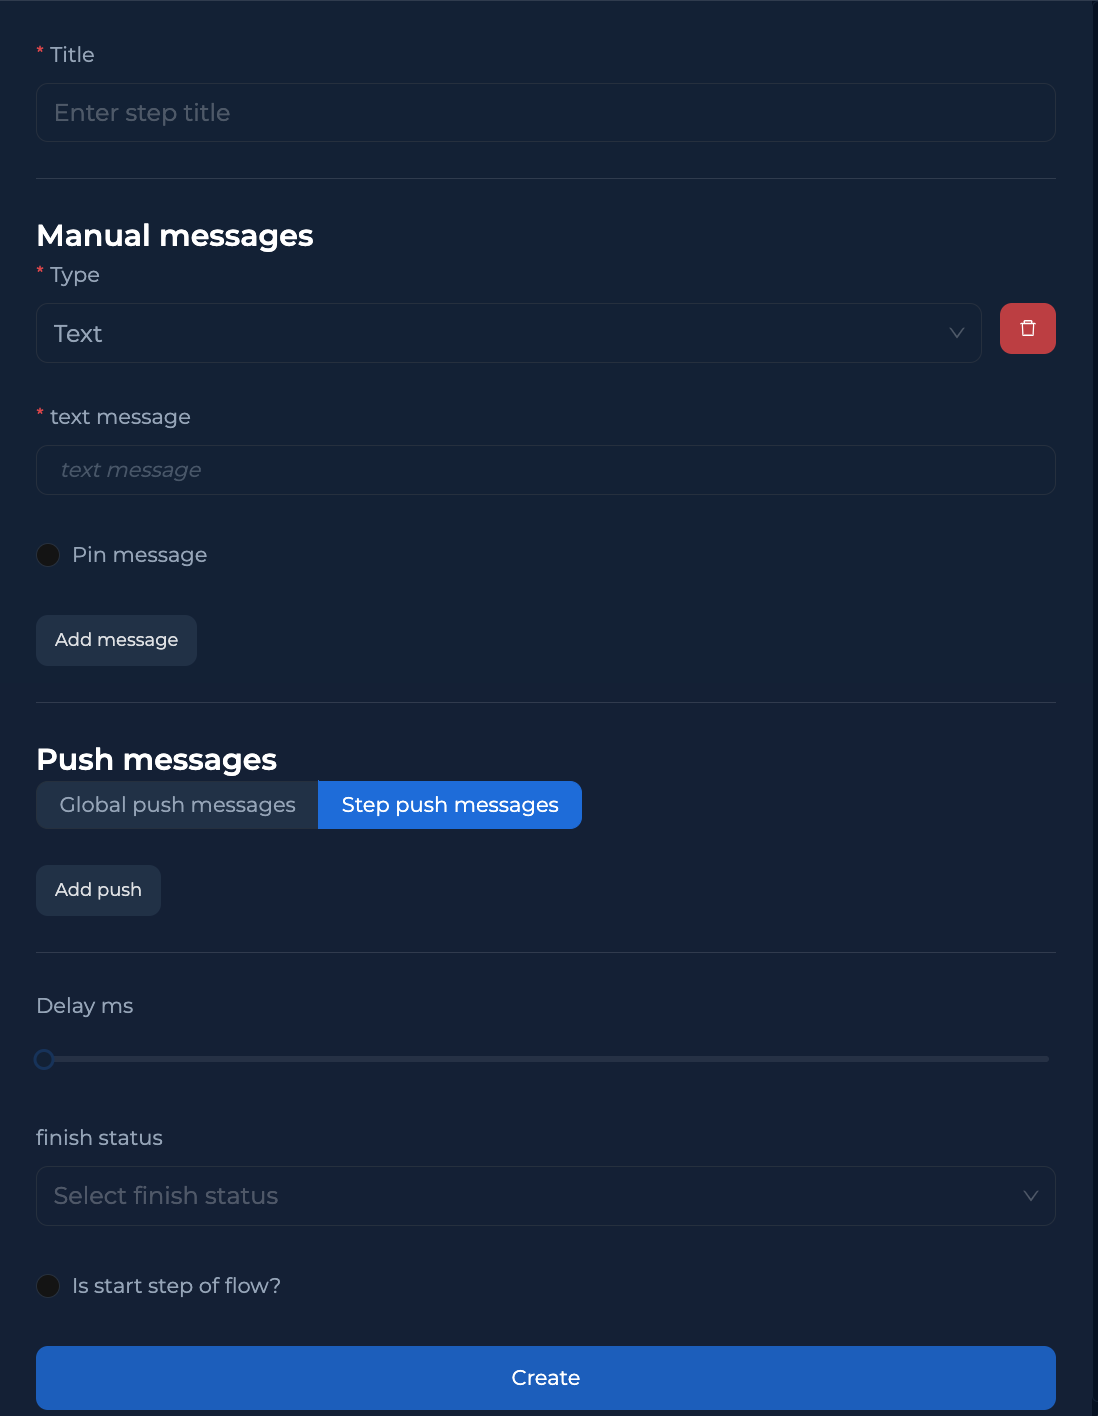 * Title
Enter step title
Manual messages
* Type
Text
* text message
text message
Pin message
Add message
Push messages
Global push messages
Step push messages
Add push
Delay ms
finish status
Select finish status
Is start step of flow?
Create